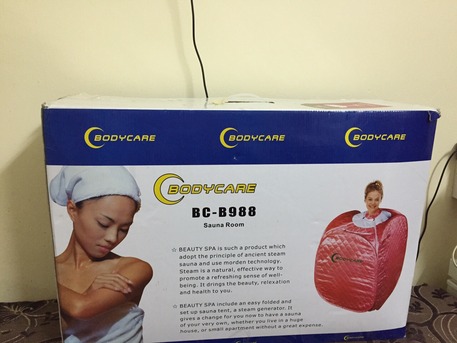 BODYCARE BODYCARE BODYCARE
BODYCARE
BC-B988
Sauna Room
☆ BEAUTY SPA is such a product which
adopt the principle of ancient steam
sauna and use morden technology.
Steam is a natural, effective way to
promote a refreshing sense of well-
being. It drings the beauty, relaxation
and health to you.
☆ BEAUTY SPA include an easy folded and
set up sauna tent, a steam generator. It
gives a change for you now to have a sauna
of your very own, whether you live in a huge
house, or small apartment without a great expense.
BODYCARE
BODYCARE